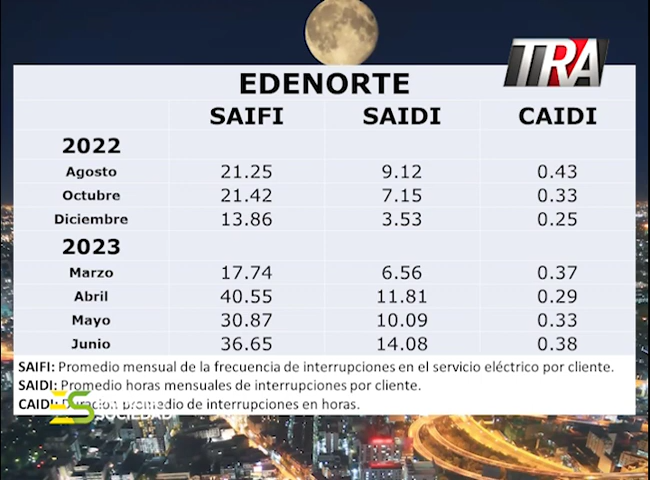 TRA
EDENORTE
SAIFI SAIDI CAIDI
2022
Agosto 21.25 9.12 0.43
Octubre 21.42 7.15 0.33
Diciembre 13.86 3.53 0.25
2023
Marzo 17.74 6.56 0.37
Abril 40.55 11.81 0.29
Mayo 30.87 10.09 0.33
Junio 36.65 14.08 0.38
SAIFI: Promedio mensual de la frecuencia de interrupciones en el servicio eléctrico por cliente.
SAIDI: Promedio horas mensuales de interrupciones por cliente.
CAIDI: Duración promedio de interrupciones en horas.
ES
SOCIEDAD